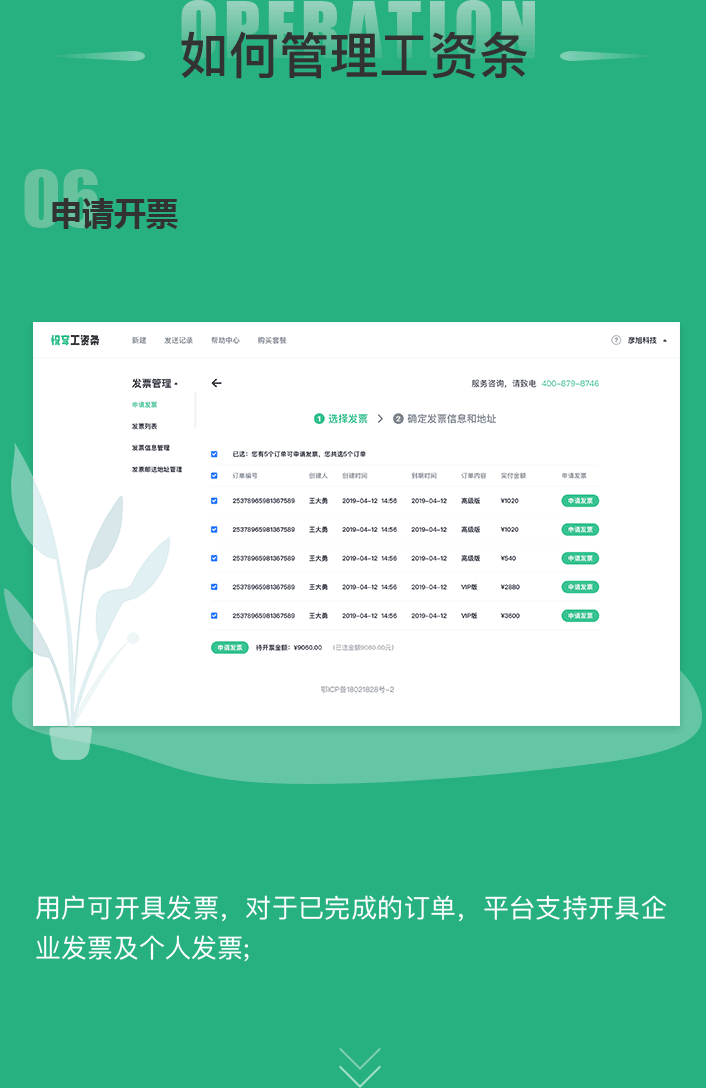 OPERATION
如何管理工资条
06
申请开票
工资条 新建 发送记录 帮助中心 购买套餐 ? 彦旭科技
发票管理 服务咨询，请致电 400-879-8746
申请发票
1 选择发票 2 确定发票信息和地址
发票列表
发票信息管理
已选：您有5个订单可申请发票，您共选5个订单
发票邮送地址管理
订单编号 创建人 创建时间 到期时间 订单内容 实付金额 申请发票
25378965981367589 王大勇 2019-04-12 14:56 2019-04-12 高级版 ¥1020 申请发票
25378965981367589 王大勇 2019-04-12 14:56 2019-04-12 高级版 ¥1020 申请发票
25378965981367589 王大勇 2019-04-12 14:56 2019-04-12 高级版 ¥540 申请发票
25378965981367589 王大勇 2019-04-12 14:56 2019-04-12 VIP版 ¥2880 申请发票
25378965981367589 王大勇 2019-04-12 14:56 2019-04-12 VIP版 ¥3600 申请发票
申请发票 待开票金额：¥9060.00 （已选金额9060.00元）
鄂ICP备18021828号-2
用户可开具发票，对于已完成的订单，平台支持开具企
业发票及个人发票;